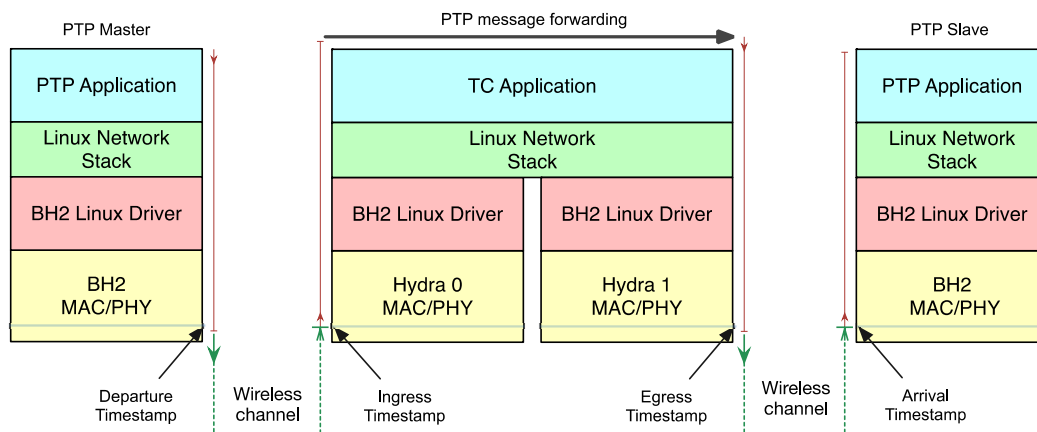 PTP Master
PTP message forwarding
PTP Slave
PTP Application
TC Application
PTP Application
Linux Network
Stack
Linux Network
Stack
Linux Network
Stack
BH2 Linux Driver
BH2 Linux Driver
BH2 Linux Driver
BH2 Linux Driver
BH2
MAC/PHY
Hydra 0
MAC/PHY
Hydra 1
MAC/PHY
BH2
MAC/PHY
Departure
Timestamp
Wireless
channel
Ingress
Timestamp
Egress
Timestamp
Wireless
channel
Arrival
Timestamp